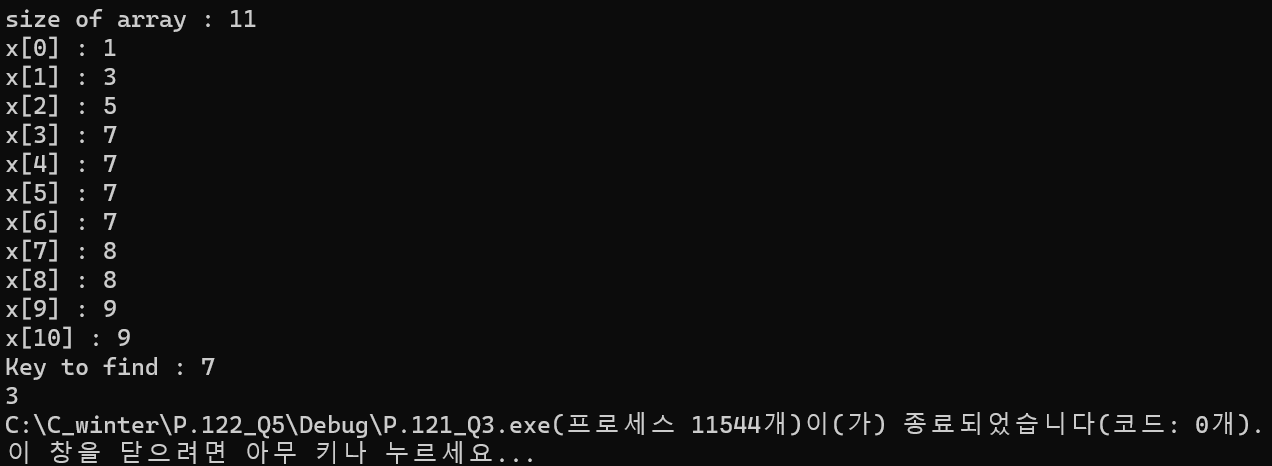 size of array : 11
x[0] : 1
x[1] : 3
x[2] : 5
x[3] : 7
x[4] : 7
x[5] : 7
x[6] : 7
x[7] : 8
x[8] : 8
x[9] : 9
x[10] : 9
Key to find : 7
3
C:\C_winter\P.122_Q5\Debug\P.121_Q3.exe(프로세스 11544개)이(가) 종료되었습니다(코드: 0개).
이 창을 닫으려면 아무 키나 누르세요...